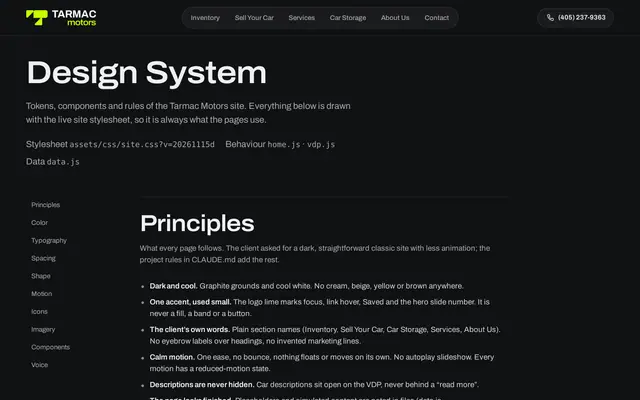 TARMAC
motors
Inventory
Sell Your Car
Services
Car Storage
About Us
Contact
(405) 237-9363
Design System
Tokens, components and rules of the Tarmac Motors site. Everything below is drawn
with the live site stylesheet, so it is always what the pages use.
Stylesheet assets/css/site.css?v=20261115d Behaviour home.js · vdp.js
Data data.js
Principles
Color
Typography
Spacing
Shape
Motion
Icons
Imagery
Components
Voice
Principles
What every page follows. The client asked for a dark, straightforward classic site with less animation; the
project rules in CLAUDE.md add the rest.
Dark and cool. Graphite grounds and cool white. No cream, beige, yellow or brown anywhere.
One accent, used small. The logo lime marks focus, link hover, Saved and the hero slide number. It is
never a fill, a band or a button.
The client's own words. Plain section names (Inventory, Sell Your Car, Car Storage, Services, About Us).
No eyebrow labels over headings, no invented marketing lines.
Calm motion. One ease, no bounce, nothing floats or moves on its own. No autoplay slideshow. Every
motion has a reduced-motion state.
Descriptions are never hidden. Car descriptions sit open on the VDP, never behind a “read more”.